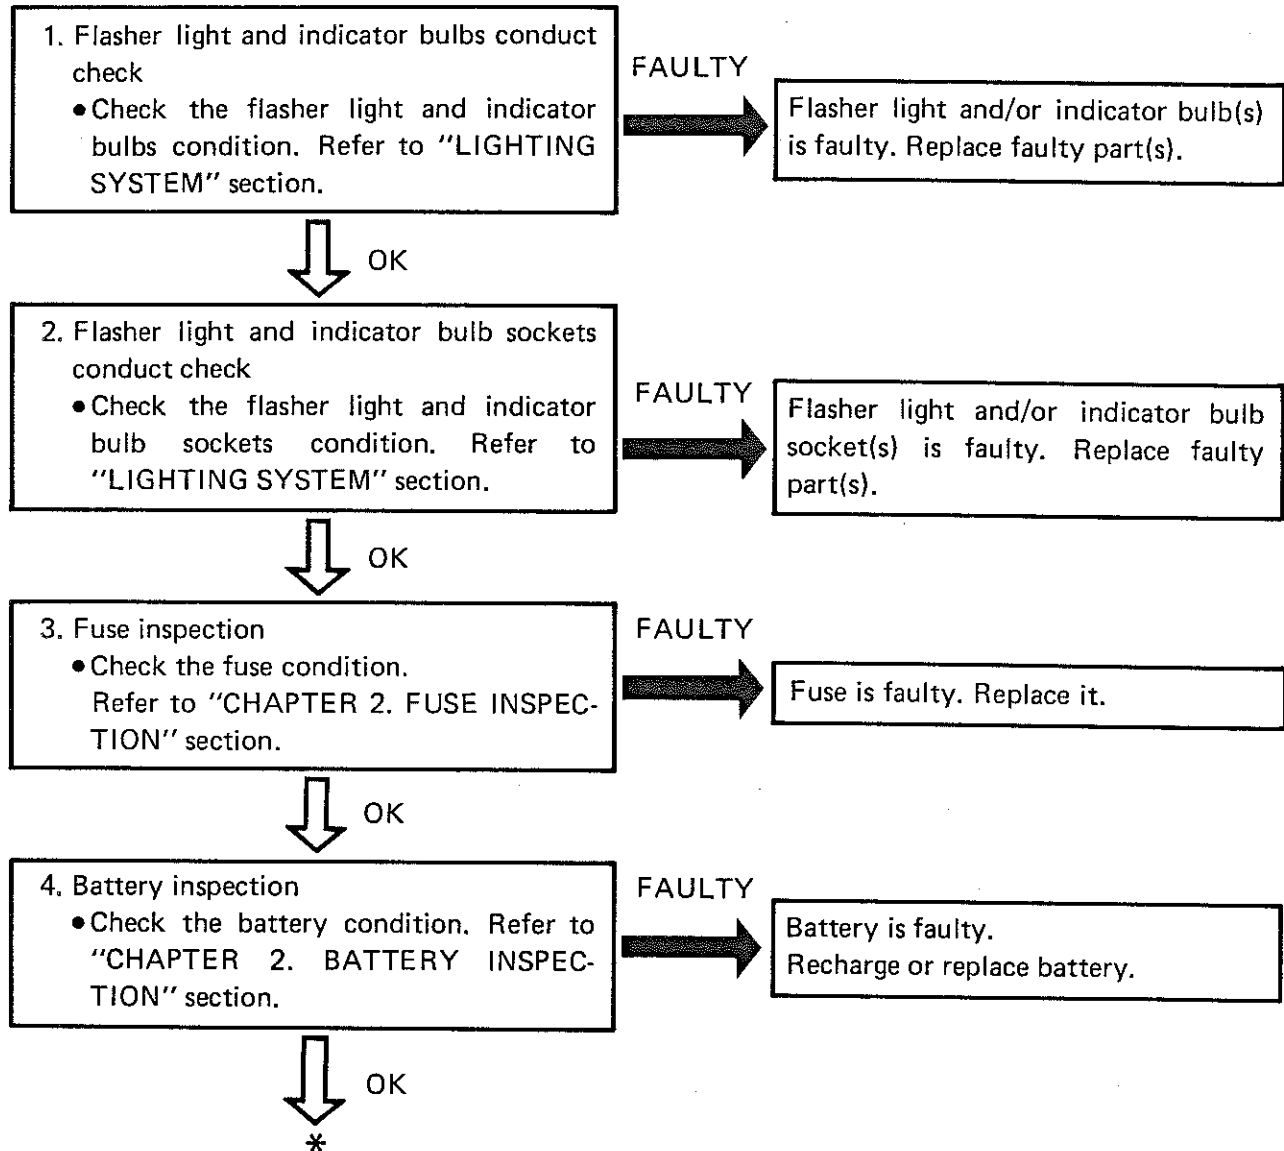 1. Flasher light and indicator bulbs conduct
check
● Check the flasher light and indicator
bulbs condition. Refer to "LIGHTING
SYSTEM" section.
FAULTY
Flasher light and/or indicator bulb(s)
is faulty. Replace faulty part(s).
OK
2. Flasher light and indicator bulb sockets
conduct check
● Check the flasher light and indicator
bulb sockets condition. Refer to
"LIGHTING SYSTEM" section.
FAULTY
Flasher light and/or indicator bulb
socket(s) is faulty. Replace faulty
part(s).
OK
3. Fuse inspection
● Check the fuse condition.
Refer to "CHAPTER 2. FUSE INSPEC-
TION" section.
FAULTY
Fuse is faulty. Replace it.
OK
4. Battery inspection
● Check the battery condition. Refer to
"CHAPTER 2. BATTERY INSPEC-
TION" section.
FAULTY
Battery is faulty.
Recharge or replace battery.
OK
*